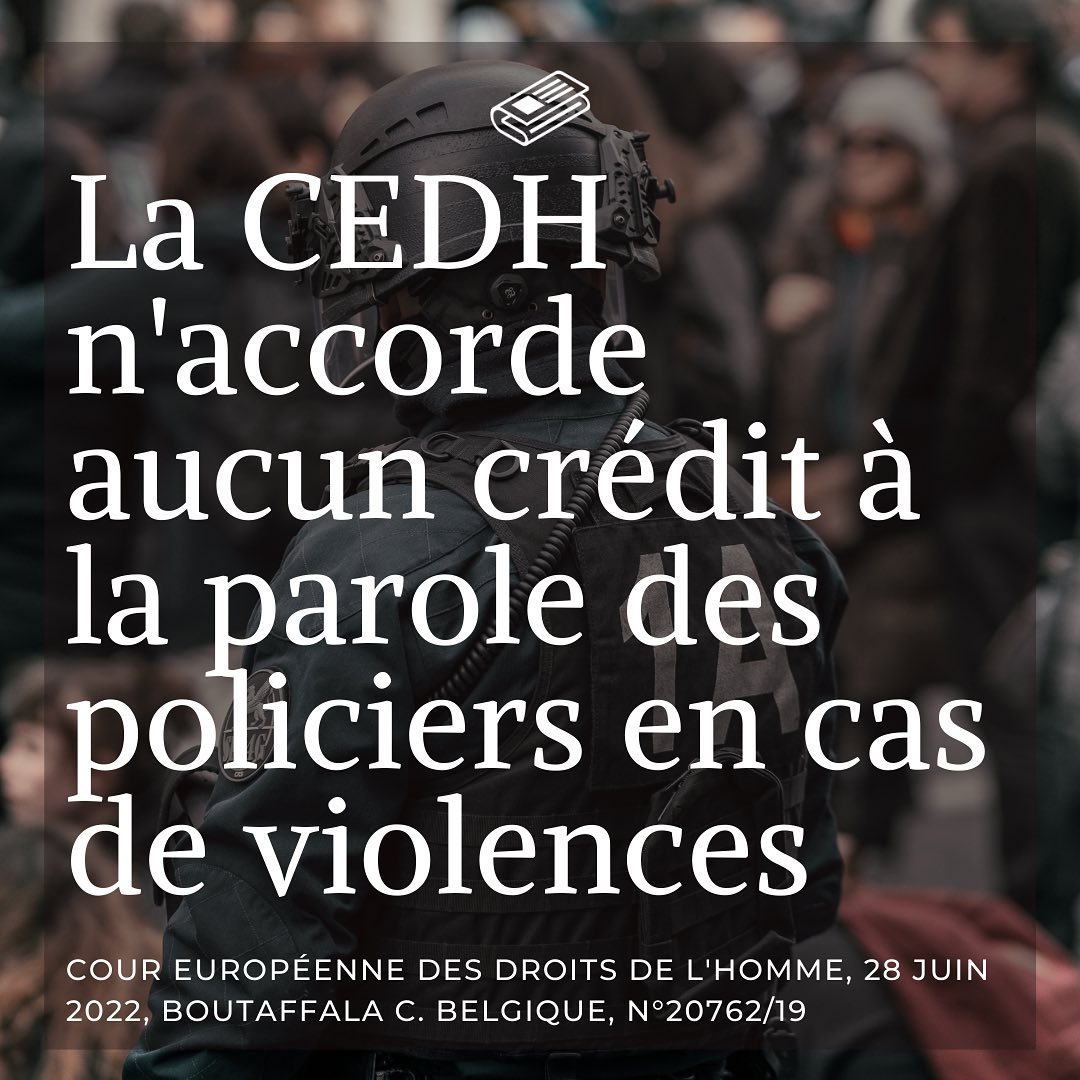 La CEDH
n'accorde
aucun crédit à
la parole des
policiers en cas
de violences
14
COUR EUROPÉENNE DES DROITS DE L'HOMME, 28 JUIN
2022, BOUTAFFALA C. BELGIQUE, N°20762/19